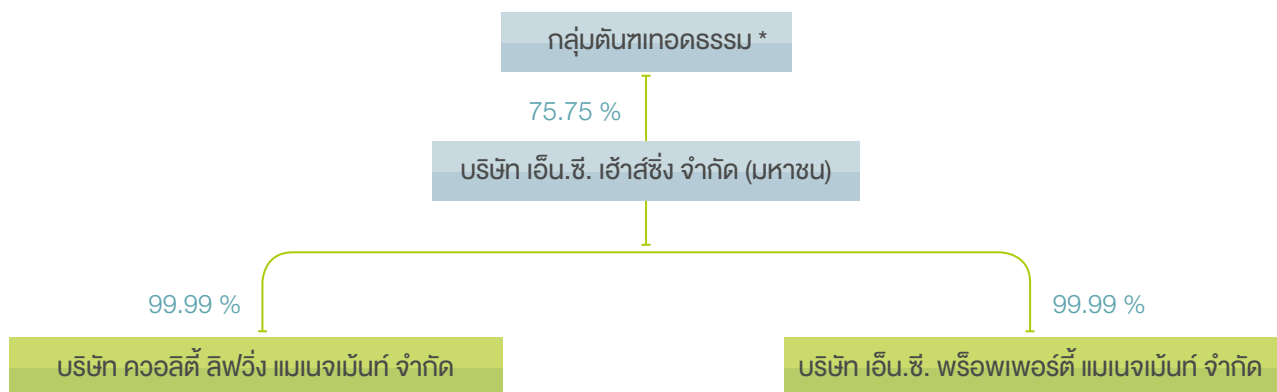 กลุ่มตันฑเทอดธรรม *
75.75 %
บริษัท เอ็น.ซี. เฮ้าส์ซิ่ง จำกัด (มหาชน)
99.99 %
99.99 %
บริษัท ควอลิตี้ ลิฟวิ่ง แมเนจเม้นท์ จำกัด
บริษัท เอ็น.ซี. พร็อพเพอร์ตี้ แมเนจเม้นท์ จำกัด